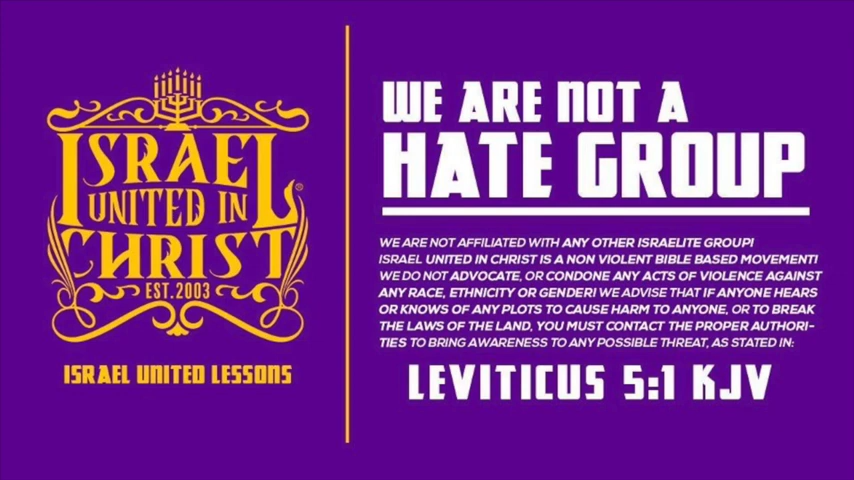 ISRAEL
UNITED IN
CHRIST
EST.2003
ISRAEL UNITED LESSONS
WE ARE NOT A
HATE GROUP
WE ARE NOT AFFILIATED WITH ANY OTHER ISRAELITE GROUP!
ISRAEL UNITED IN CHRIST IS A NON VIOLENT BIBLE BASED MOVEMENT!
WE DO NOT ADVOCATE, OR CONDONE ANY ACTS OF VIOLENCE AGAINST
ANY RACE, ETHNICITY OR GENDER! WE ADVISE THAT IF ANYONE HEARS
OR KNOWS OF ANY PLOTS TO CAUSE HARM TO ANYONE, OR TO BREAK
THE LAWS OF THE LAND, YOU MUST CONTACT THE PROPER AUTHORI-
TIES TO BRING AWARENESS TO ANY POSSIBLE THREAT, AS STATED IN:
LEVITICUS 5:1 KJV